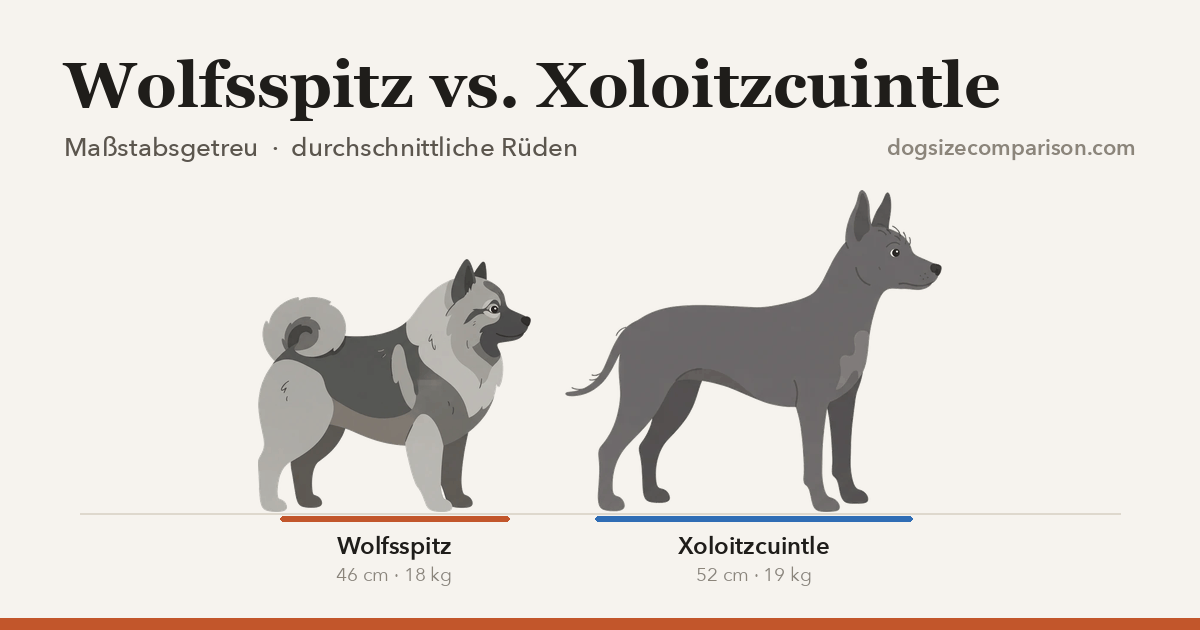 Wolfsspitz vs. Xoloitzcuintle
Maßstabsgetreu · durchschnittliche Rüden
dogsizecomparison.com
Wolfsspitz
46 cm · 18 kg
Xoloitzcuintle
52 cm · 19 kg